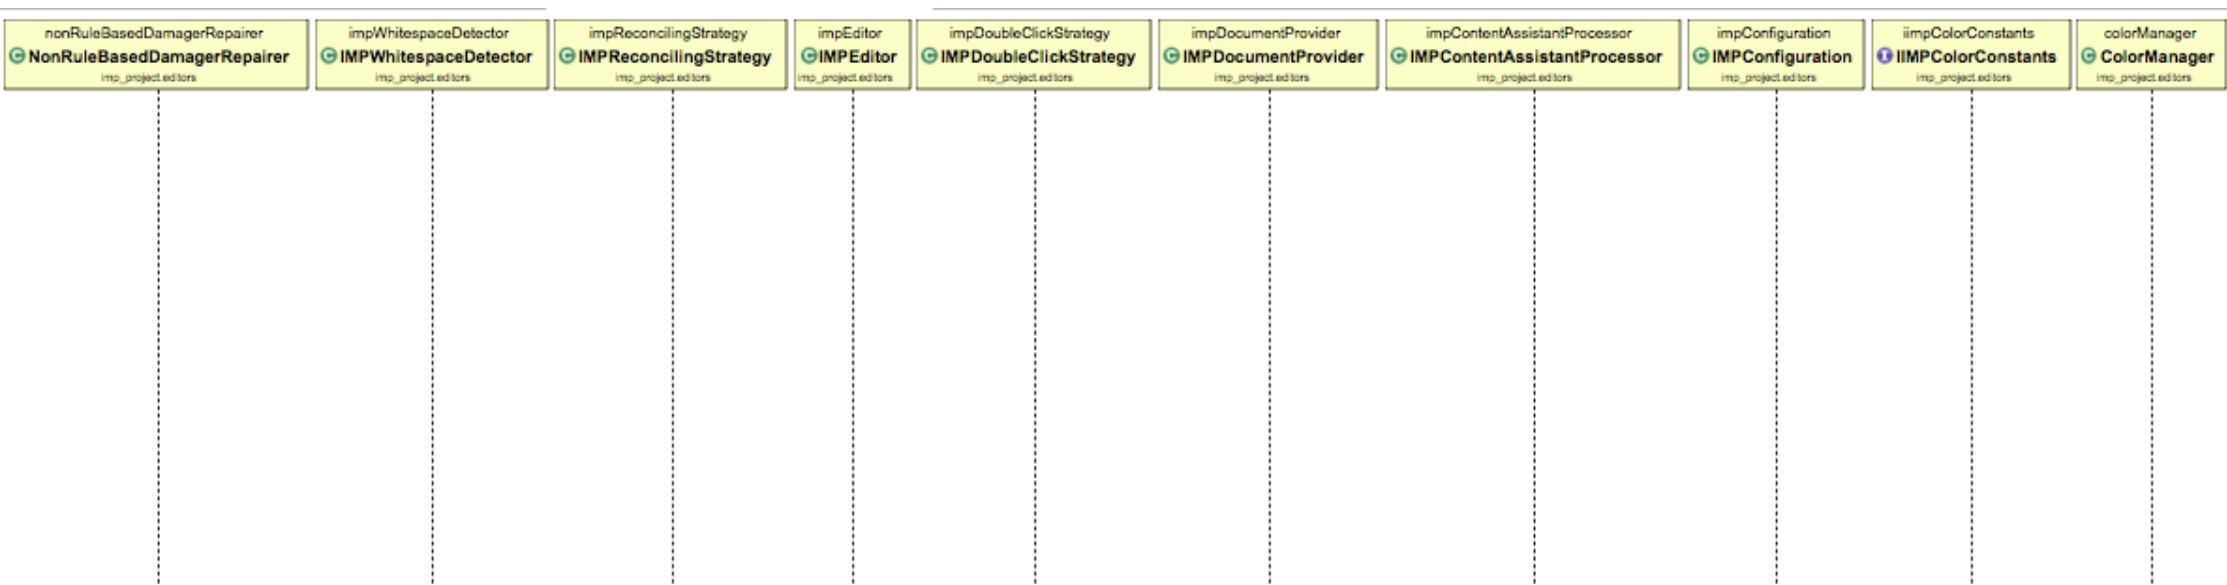 nonRuleBasedDamagerRepairer
NonRuleBasedDamagerRepairer
imp_project.editors
impWhitespaceDetector
IMPWhitespaceDetector
imp_project.editors
impReconcilingStrategy
IMPReconcilingStrategy
imp_project.editors
impEditor
IMPEditor
imp_project.editors
impDoubleClickStrategy
IMPDoubleClickStrategy
imp_project.editors
impDocumentProvider
IMPDocumentProvider
imp_project.editors
impContentAssistantProcessor
IMPContentAssistantProcessor
imp_project.editors
impConfiguration
IMPConfiguration
imp_project.editors
iimpColorConstants
IIMPColorConstants
imp_project.editors
colorManager
ColorManager
imp_project.editors